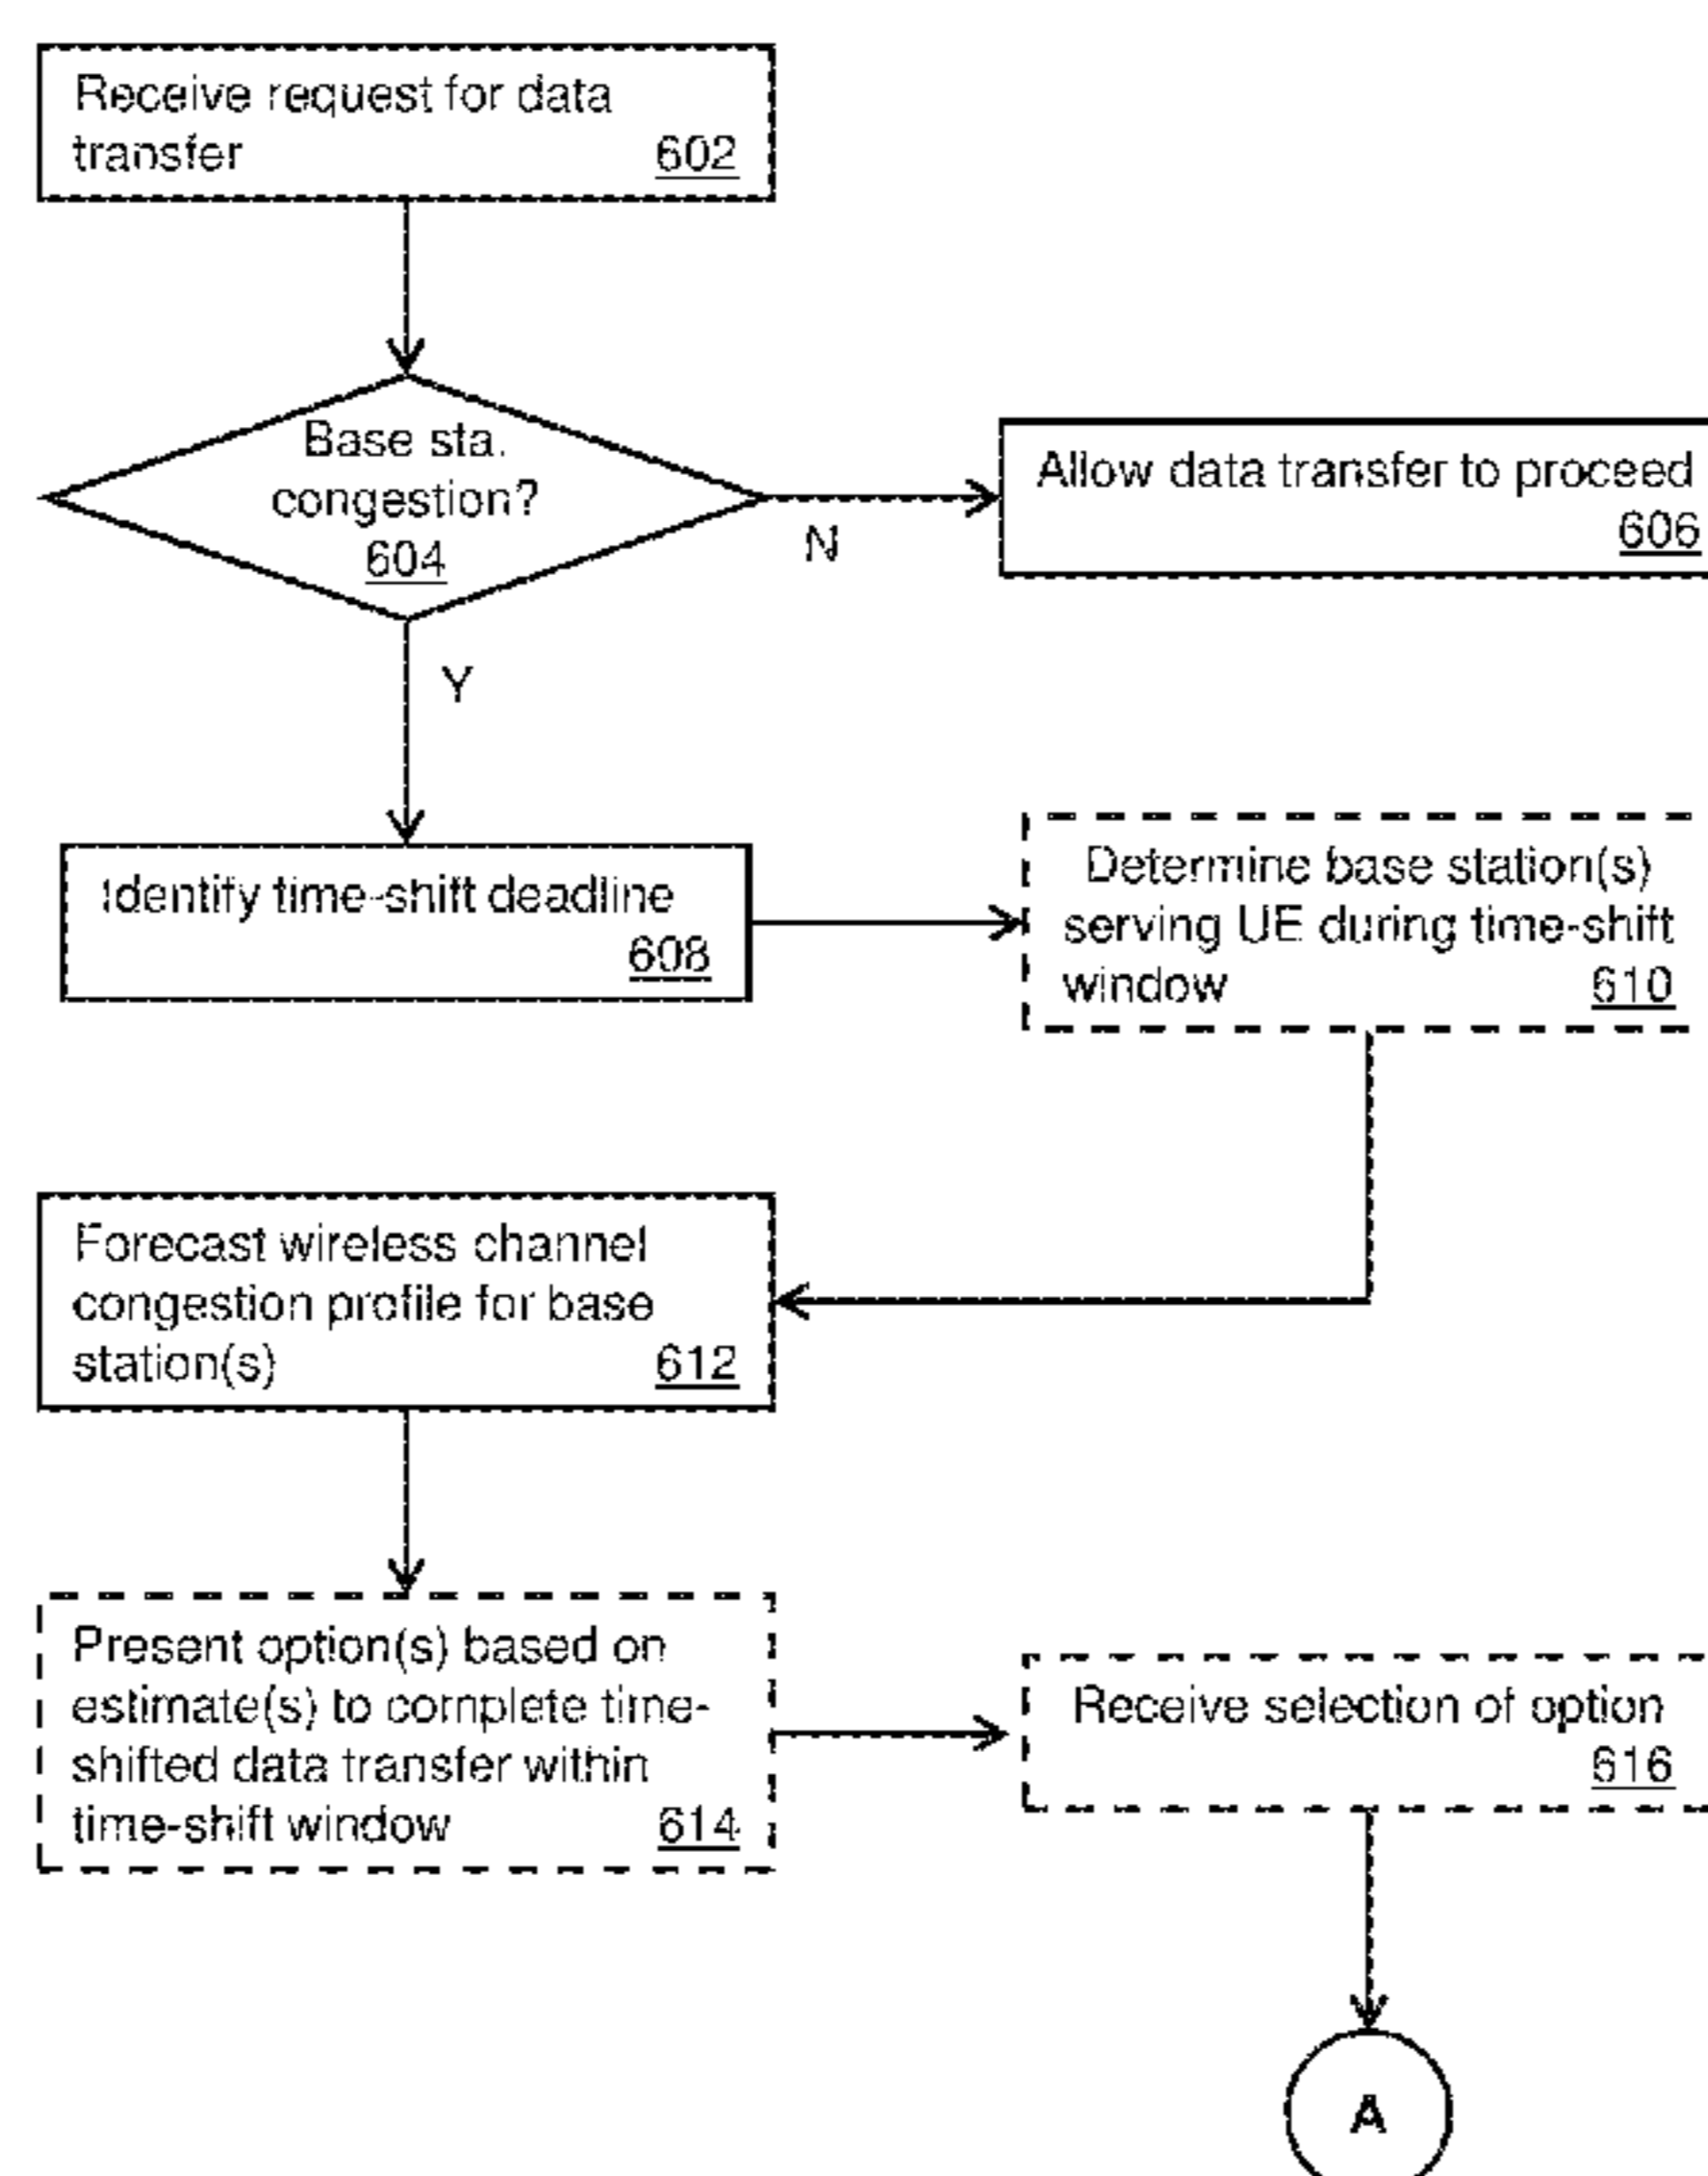 Receive request for data
transfer 602
Base sta.
congestion?
604
N
Allow data transfer to proceed
606
Y
Identify time-shift deadline
608
Determine base station(s)
serving UE during time-shift
window 610
Forecast wireless channel
congestion profile for base
station(s) 612
Present option(s) based on
estimate(s) to complete time-
shifted data transfer within
time-shift window 614
Receive selection of option
616
A